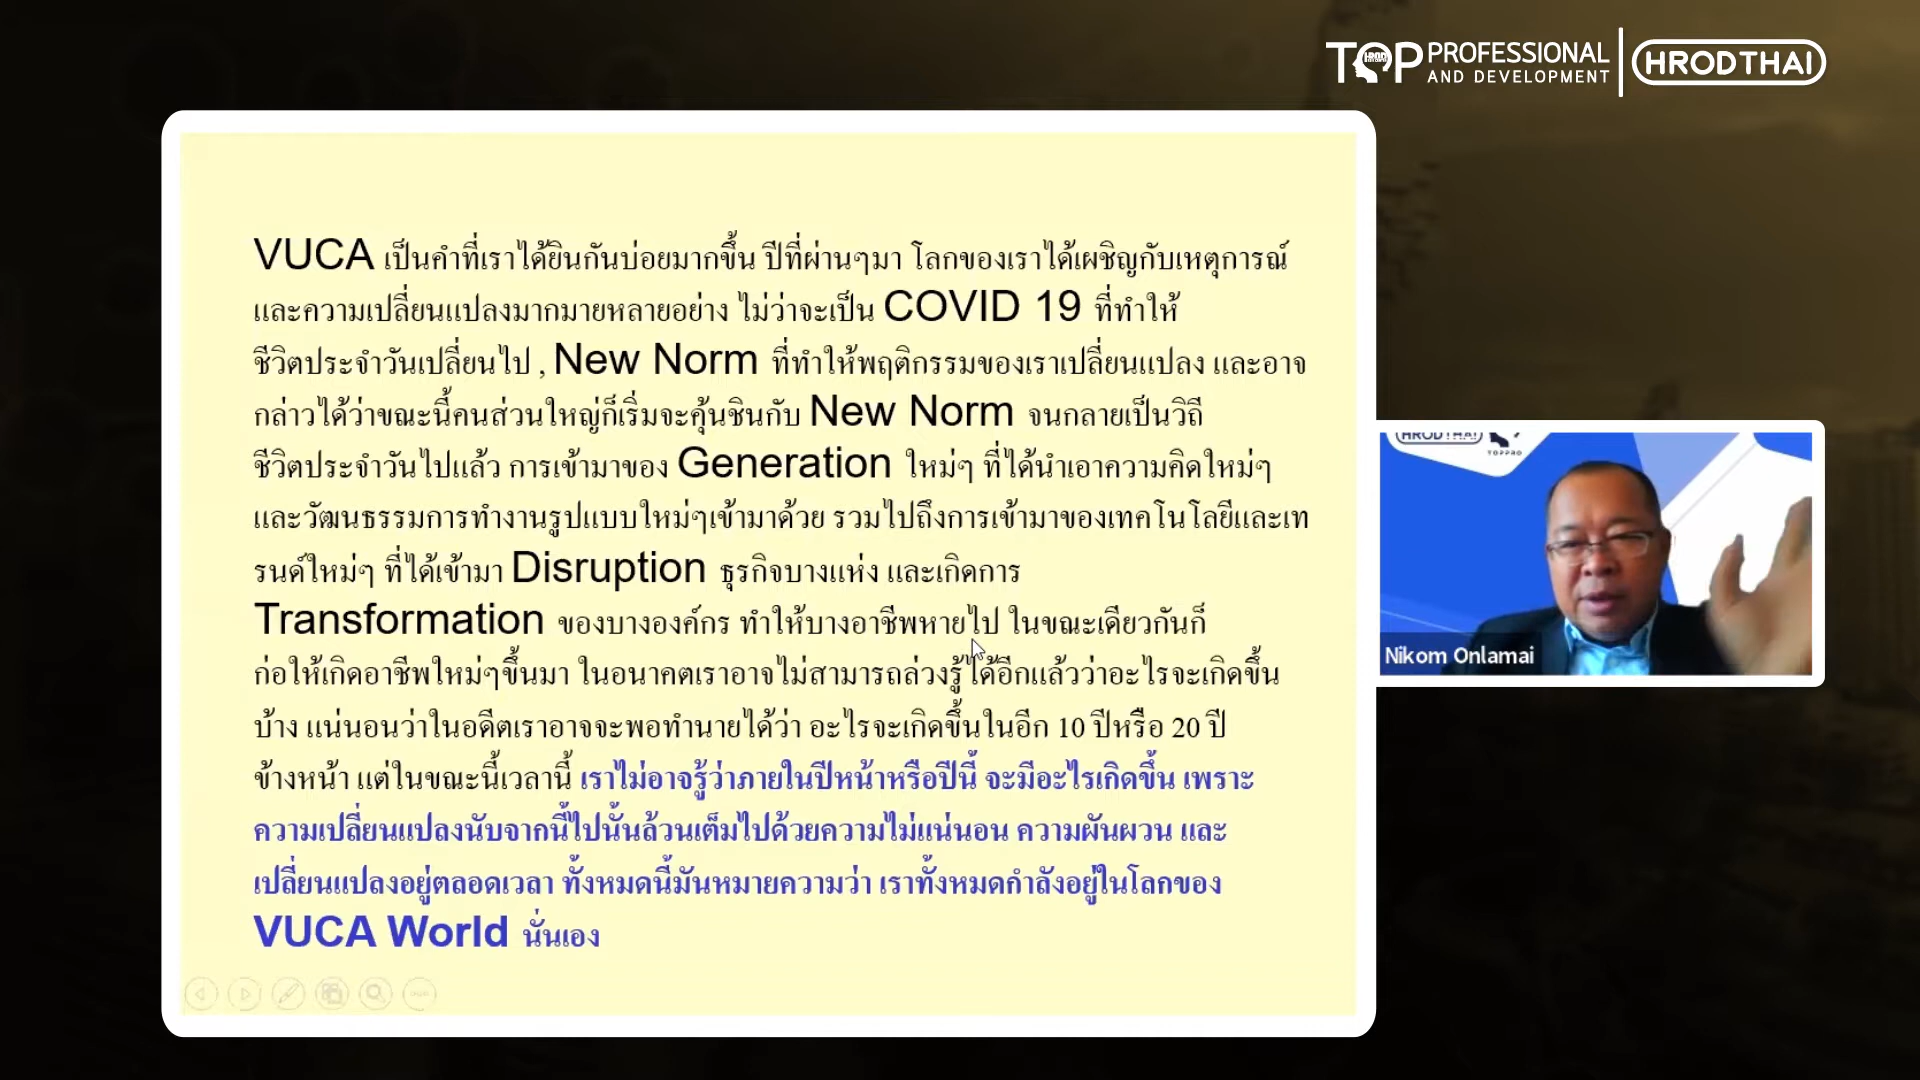 TOP PROFESSIONAL AND DEVELOPMENT
HRODTHAI
VUCA เป็นคำที่เราได้ยินกันบ่อยมากขึ้น ปีที่ผ่านๆมา โลกของเราได้เผชิญกับเหตุการณ์
และความเปลี่ยนแปลงมากมายหลายอย่าง ไม่ว่าจะเป็น COVID 19 ที่ทำให้
ชีวิตประจำวันเปลี่ยนไป , New Norm ที่ทำให้พฤติกรรมของเราเปลี่ยนแปลง และอาจ
กล่าวได้ว่าขณะนี้คนส่วนใหญ่ก็เริ่มจะคุ้นชินกับ New Norm จนกลายเป็นวิถี
ชีวิตประจำวันไปแล้ว การเข้ามาของ Generation ใหม่ๆ ที่ได้นำเอาความคิดใหม่ๆ
และวัฒนธรรมการทำงานรูปแบบใหม่ๆเข้ามาด้วย รวมไปถึงการเข้ามาของเทคโนโลยีและเท
รนด์ใหม่ๆ ที่ได้เข้ามา Disruption ธุรกิจบางแห่ง และเกิดการ
Transformation ของบางองค์กร ทำให้บางอาชีพหายไป ในขณะเดียวกันก็
ก่อให้เกิดอาชีพใหม่ๆขึ้นมา ในอนาคตเราอาจไม่สามารถล่วงรู้ได้อีกแล้วว่าอะไรจะเกิดขึ้น
บ้าง แน่นอนว่าในอดีตเราอาจจะพอทำนายได้ว่า อะไรจะเกิดขึ้นในอีก 10 ปีหรือ 20 ปี
ข้างหน้า แต่ในขณะนี้เวลานี้ เราไม่อาจรู้ว่าภายในปีหน้าหรือปีนี้ จะมีอะไรเกิดขึ้น เพราะ
ความเปลี่ยนแปลงนับจากนี้ไปนั้นล้วนเต็มไปด้วยความไม่แน่นอน ความผันผวน และ
เปลี่ยนแปลงอยู่ตลอดเวลา ทั้งหมดนี้มันหมายความว่า เราทั้งหมดกำลังอยู่ในโลกของ
VUCA World นั่นเอง
HRODTHAI
TOPPRO
Nikom Onlamai